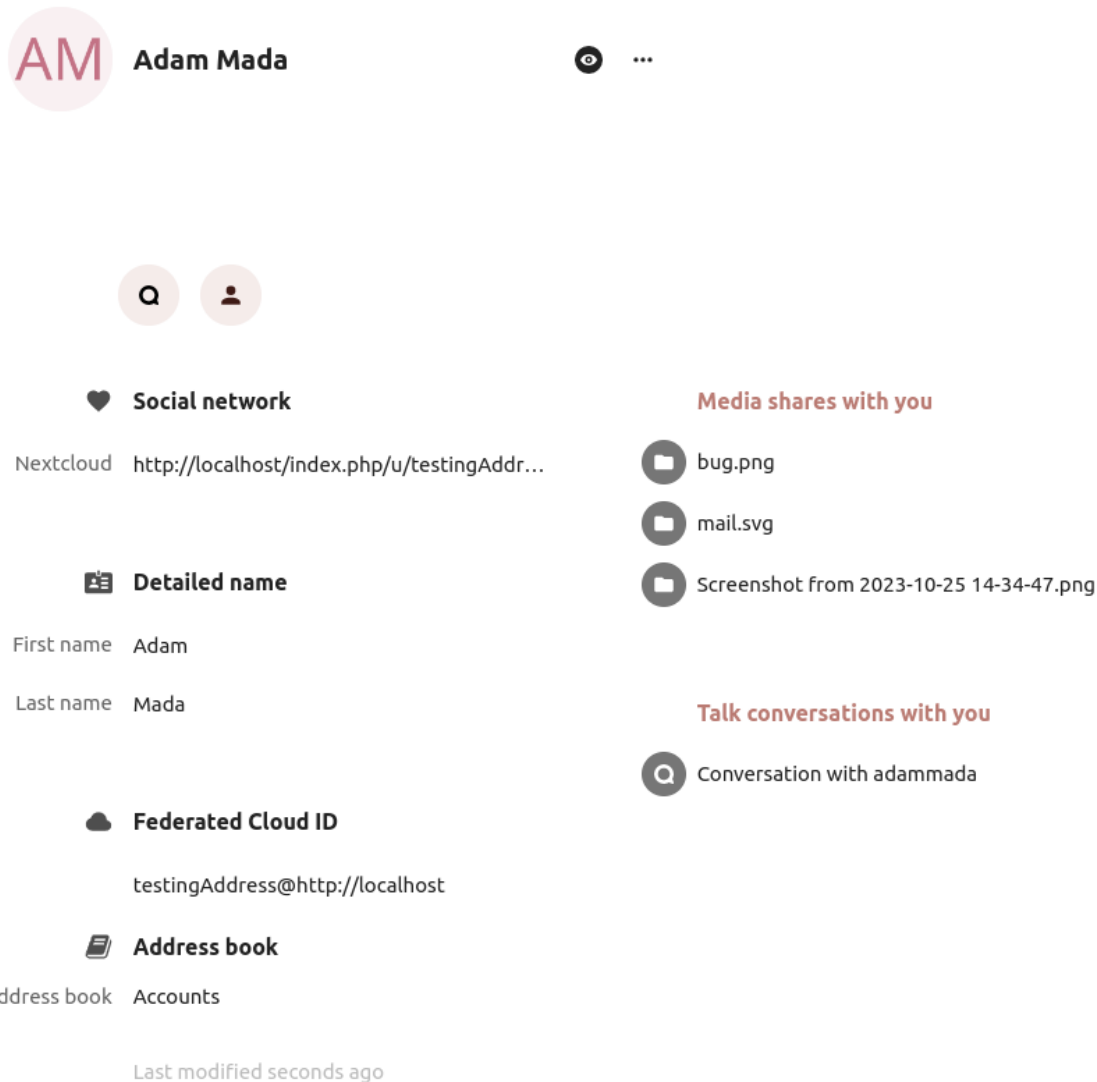 AM
Adam Mada
Social network
Nextcloud http://localhost/index.php/u/testingAddr...
Detailed name
First name Adam
Last name Mada
Federated Cloud ID
testingAddress@http://localhost
Address book
ddress book Accounts
Last modified seconds ago
Media shares with you
bug.png
mail.svg
Screenshot from 2023-10-25 14-34-47.png
Talk conversations with you
Conversation with adammada